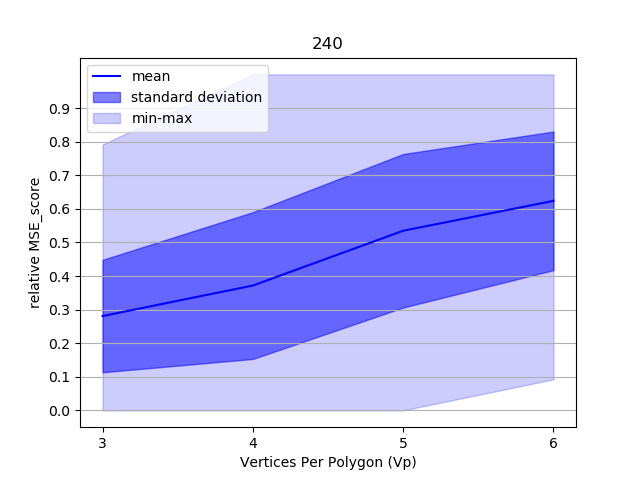 240
mean
standard deviation
min-max
0.9
0.8
0.7
0.6
0.5
0.4
0.3
0.2
0.1
0.0
relative MSE_score
3 4 5 6
Vertices Per Polygon (Vp)